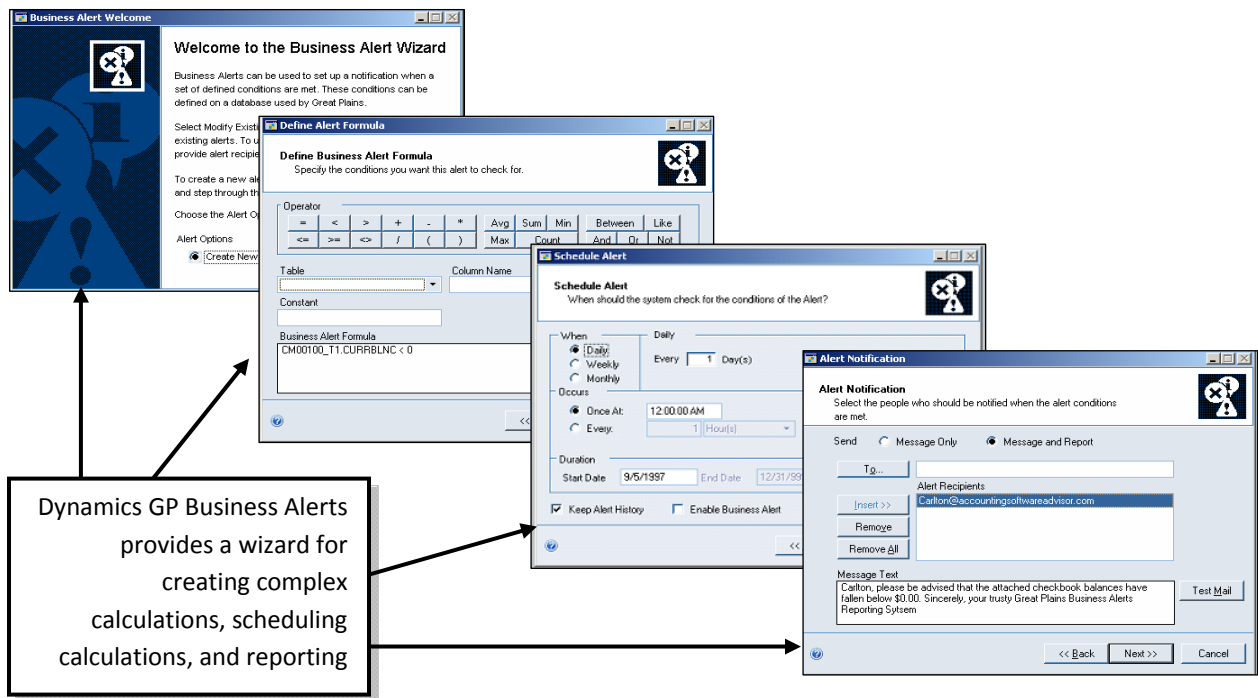 Business Alert Welcome
Welcome to the Business Alert Wizard
Business Alerts can be used to set up a notification when a
set of defined conditions are met. These conditions can be
defined on a database used by Great Plains.
Select Modify Existi
existing alerts. To u
provide alert recipie
To create a new ale
and step through th
Choose the Alert Op
Alert Options
Create New
Define Alert Formula
Define Business Alert Formula
Specify the conditions you want this alert to check for.
Operator
= < > + - * Avg Sum Min Between Like
<= >= <> / ( ) Max Count And Or Not
Table Column Name
Constant
Business Alert Formula
CM00100_T1.CURRBLNC < 0
<<
Schedule Alert
Schedule Alert
When should the system check for the conditions of the Alert?
When Daily
Daily Every 1 Day(s)
Weekly
Monthly
Occurs
Once At: 12:00:00 AM
Every: 1 Hour(s)
Duration
Start Date 9/5/1997 End Date 12/31/99
Keep Alert History Enable Business Alert
<<
Alert Notification
Alert Notification
Select the people who should be notified when the alert conditions
are met.
Send Message Only Message and Report
To...
Alert Recipients
Insert >> Carlton@accountingsoftwareadvisor.com
Remove
Remove All
Message Text
Carlton, please be advised that the attached checkbook balances have
fallen below $0.00. Sincerely, your trusty Great Plains Business Alerts
Reporting Sytsem
Test Mail
<< Back Next >> Cancel
Dynamics GP Business Alerts
provides a wizard for
creating complex
calculations, scheduling
calculations, and reporting